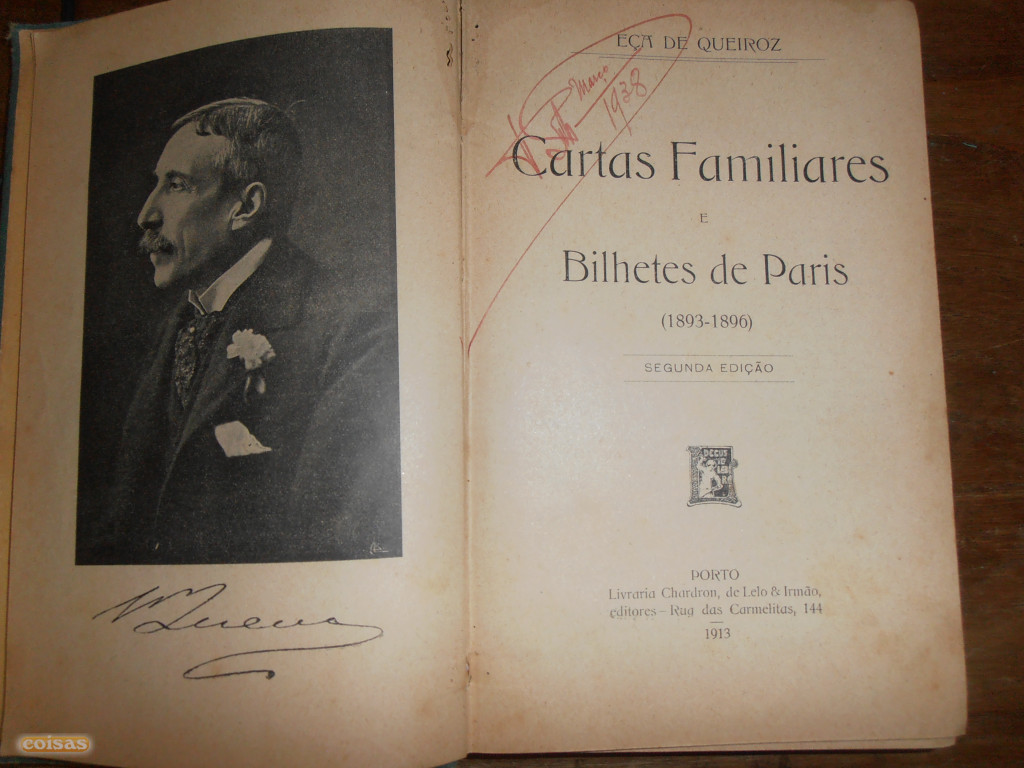 EÇA DE QUEIROZ
Março
1938
Cartas Familiares
E
Bilhetes de Paris
(1893-1896)
SEGUNDA EDIÇÃO
PORTO
Livraria Chardron, de Lelo & Irmão,
editores — Rua das Carmelitas, 144
1913
coisas